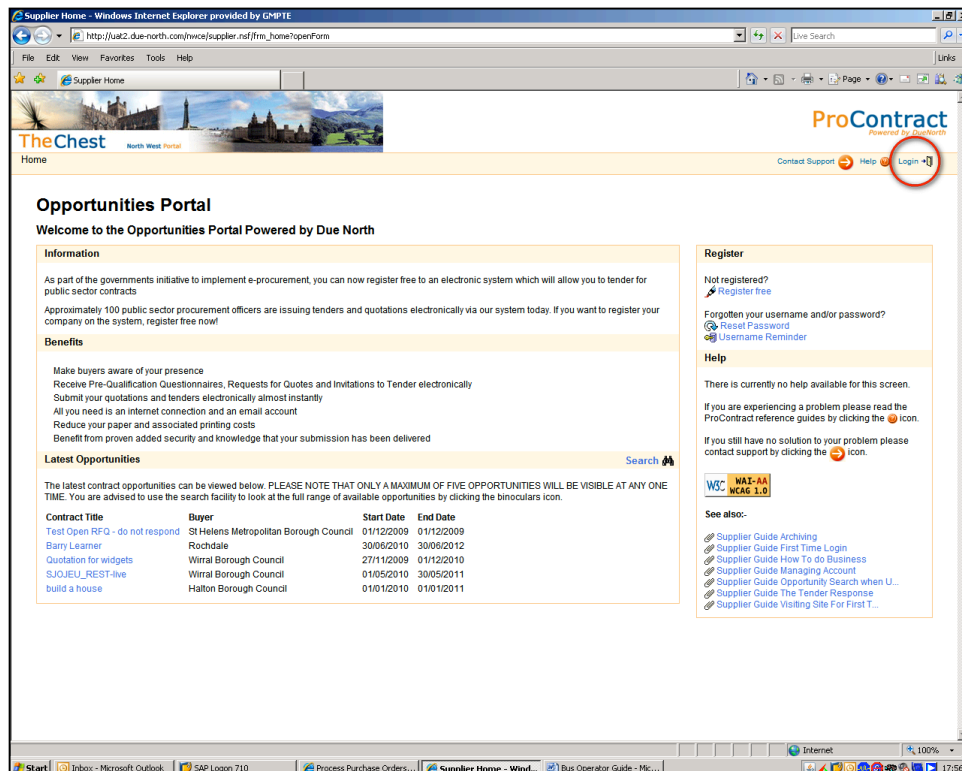 Supplier Home - Windows Internet Explorer provided by GMPTE
http://uat2.due-north.com/nwce/supplier.nsf/frm_home?openForm
Live Search
File Edit View Favorites Tools Help
Links
Supplier Home
Page
TheChest North West Portal
ProContract
Powered by DueNorth
Home
Contact Support Help Login
Opportunities Portal
Welcome to the Opportunities Portal Powered by Due North
Information
As part of the governments initiative to implement e-procurement, you can now register free to an electronic system which will allow you to tender for
public sector contracts
Approximately 100 public sector procurement officers are issuing tenders and quotations electronically via our system today. If you want to register your
company on the system, register free now!
Benefits
Make buyers aware of your presence
Receive Pre-Qualification Questionnaires, Requests for Quotes and Invitations to Tender electronically
Submit your quotations and tenders electronically almost instantly
All you need is an internet connection and an email account
Reduce your paper and associated printing costs
Benefit from proven added security and knowledge that your submission has been delivered
Latest Opportunities
Search
The latest contract opportunities can be viewed below. PLEASE NOTE THAT ONLY A MAXIMUM OF FIVE OPPORTUNITIES WILL BE VISIBLE AT ANY ONE
TIME. You are advised to use the search facility to look at the full range of available opportunities by clicking the binoculars icon.
Contract Title Buyer Start Date End Date
Test Open RFQ - do not respond St Helens Metropolitan Borough Council 01/12/2009 01/12/2009
Barry Learner Rochdale 30/06/2010 30/06/2012
Quotation for widgets Wirral Borough Council 27/11/2009 01/12/2010
SJOJEU_REST-live Wirral Borough Council 01/05/2010 30/05/2011
build a house Halton Borough Council 01/01/2010 01/01/2011
Register
Not registered?
Register free
Forgotten your username and/or password?
Reset Password
Username Reminder
Help
There is currently no help available for this screen.
If you are experiencing a problem please read the
ProContract reference guides by clicking the icon.
If you still have no solution to your problem please
contact support by clicking the icon.
W3C WAI-AA
WCAG 1.0
See also:-
Supplier Guide Archiving
Supplier Guide First Time Login
Supplier Guide How To do Business
Supplier Guide Managing Account
Supplier Guide Opportunity Search when U...
Supplier Guide The Tender Response
Supplier Guide Visiting Site For First T...
Internet 100%
Start Inbox - Microsoft Outlook SAP Logon 710 Process Purchase Orders... Supplier Home - Wind... Bus Operator Guide - Mic... 17:56